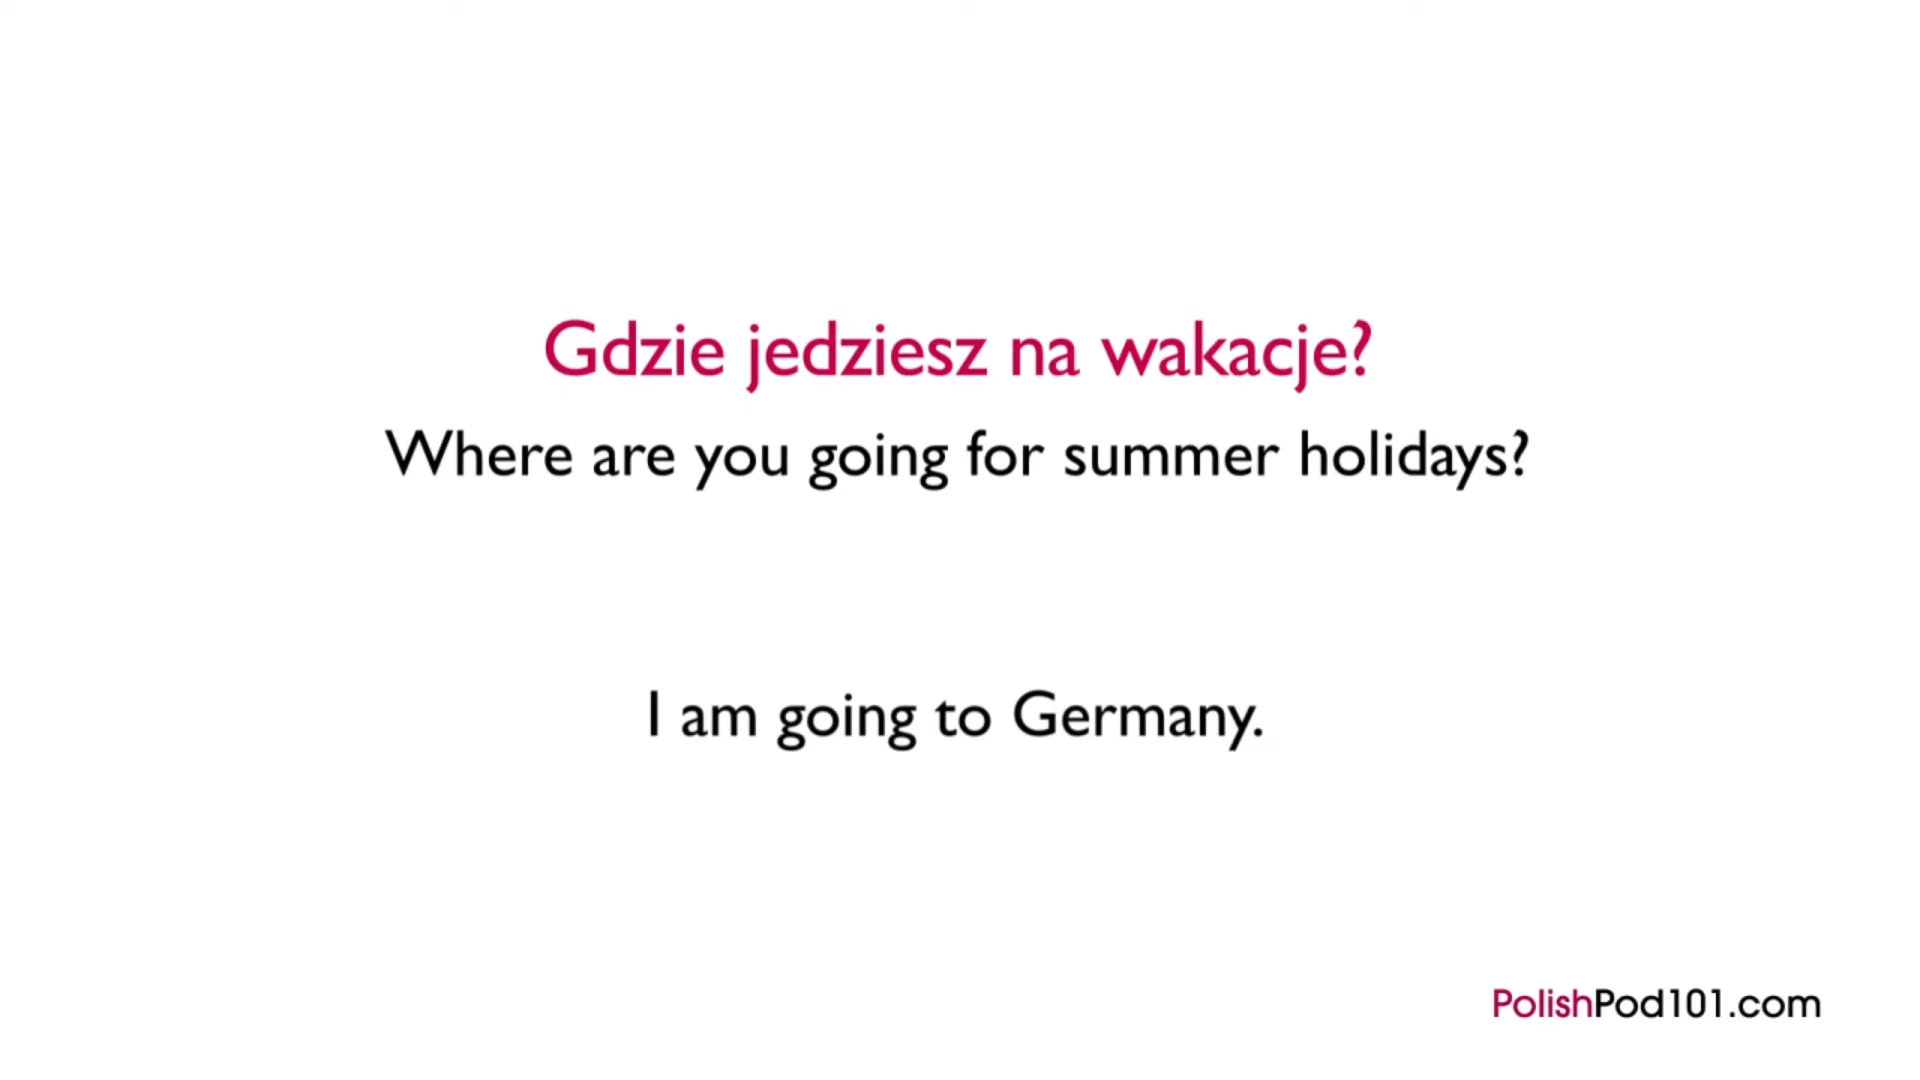 Gdzie jedziesz na wakacje?
Where are you going for summer holidays?
I am going to Germany.
PolishPod101.com